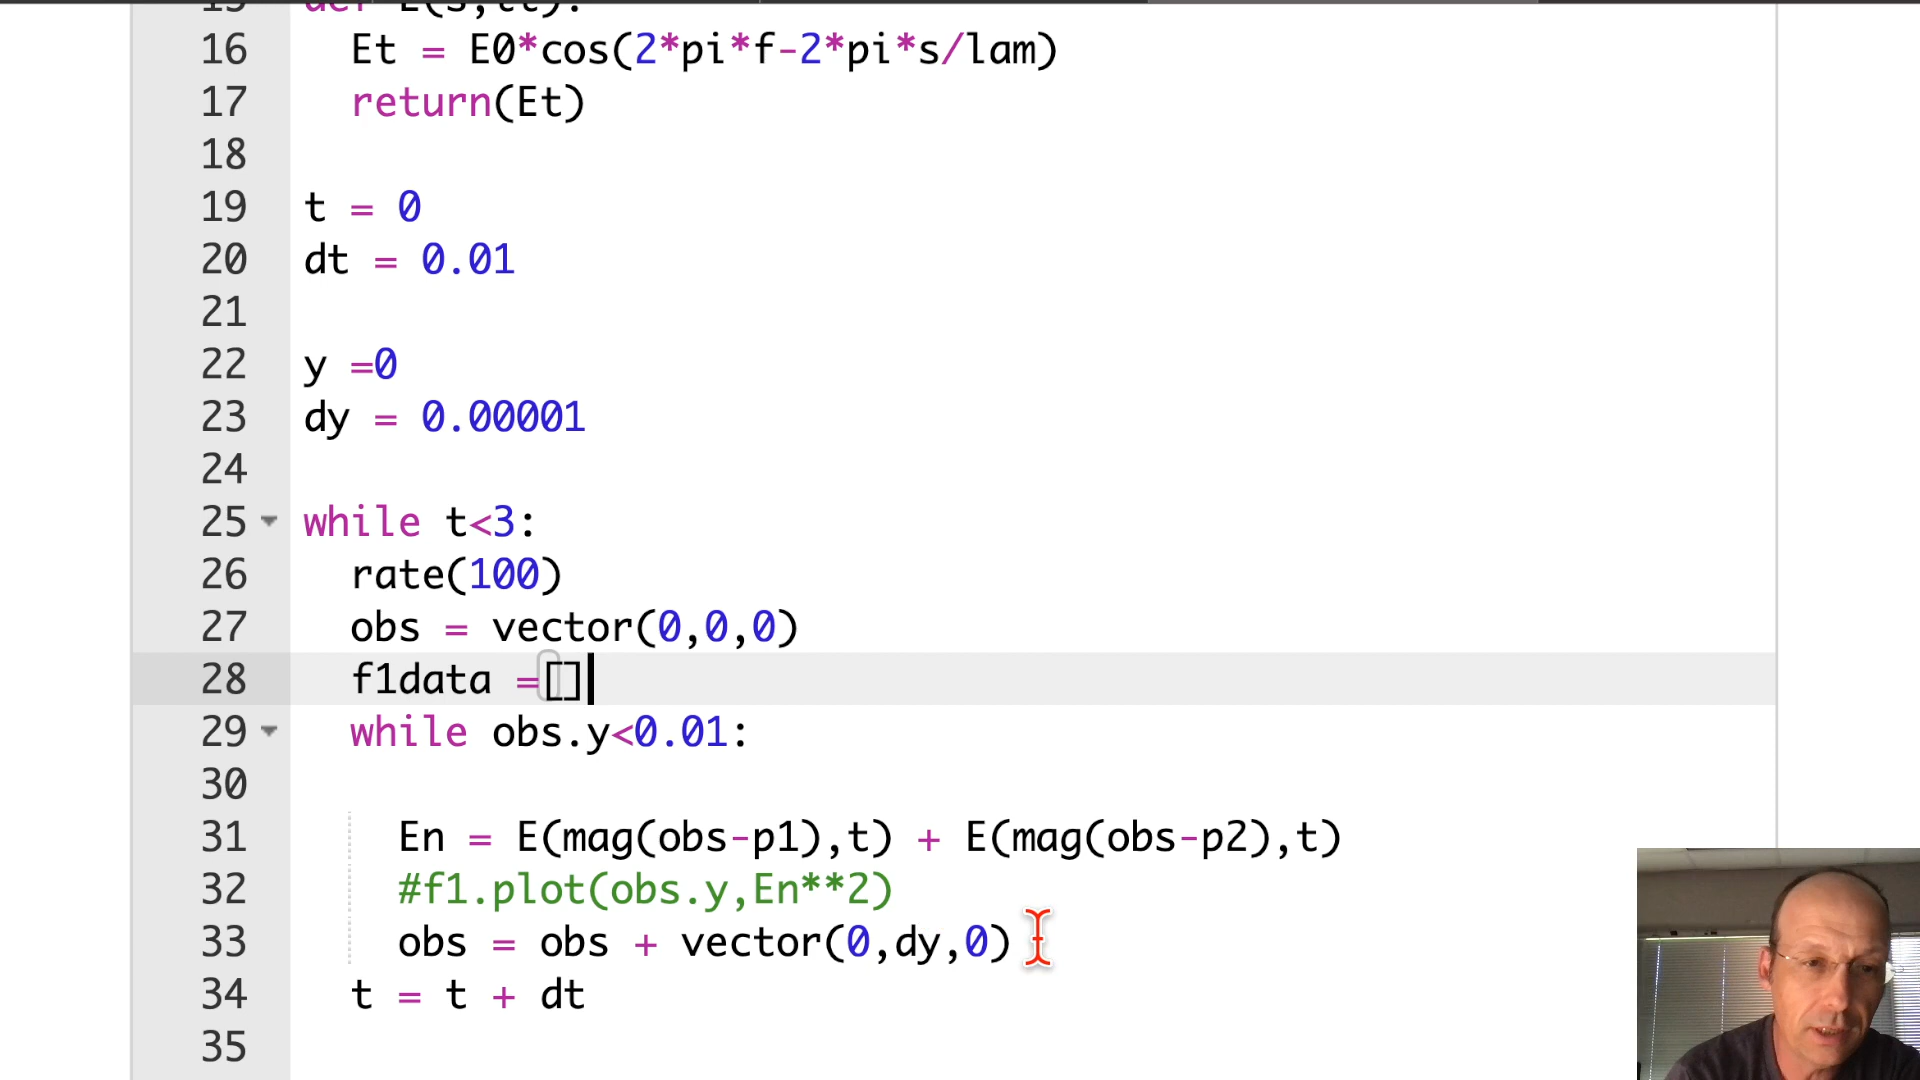 15 def E(s,tt):
16 Et = E0*cos(2*pi*f-2*pi*s/lam)
17 return(Et)
18
19 t = 0
20 dt = 0.01
21
22 y =0
23 dy = 0.00001
24
25 while t<3:
26 rate(100)
27 obs = vector(0,0,0)
28 f1data =[]
29 while obs.y<0.01:
30
31 En = E(mag(obs-p1),t) + E(mag(obs-p2),t)
32 #f1.plot(obs.y,En**2)
33 obs = obs + vector(0,dy,0)
34 t = t + dt
35